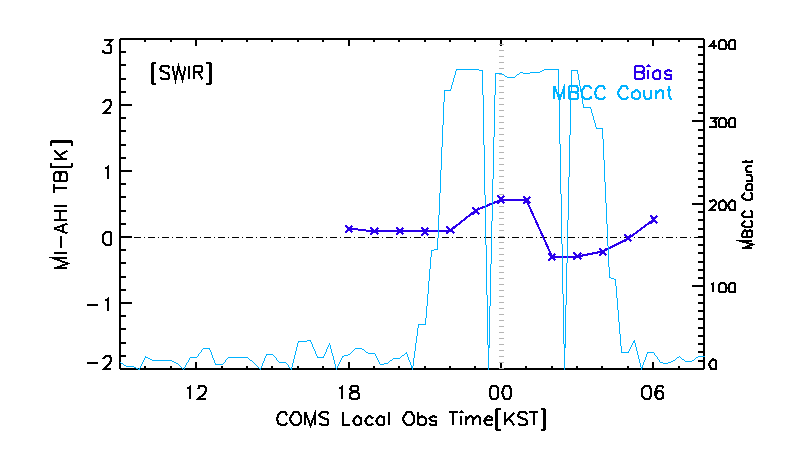 3
2
1
0
−1
−2
MI−AHI TB[K]
[SWIR]
Bias
MBCC Count
400
300
200
100
0
MBCC Count
12 18 00 06
COMS Local Obs Time[KST]